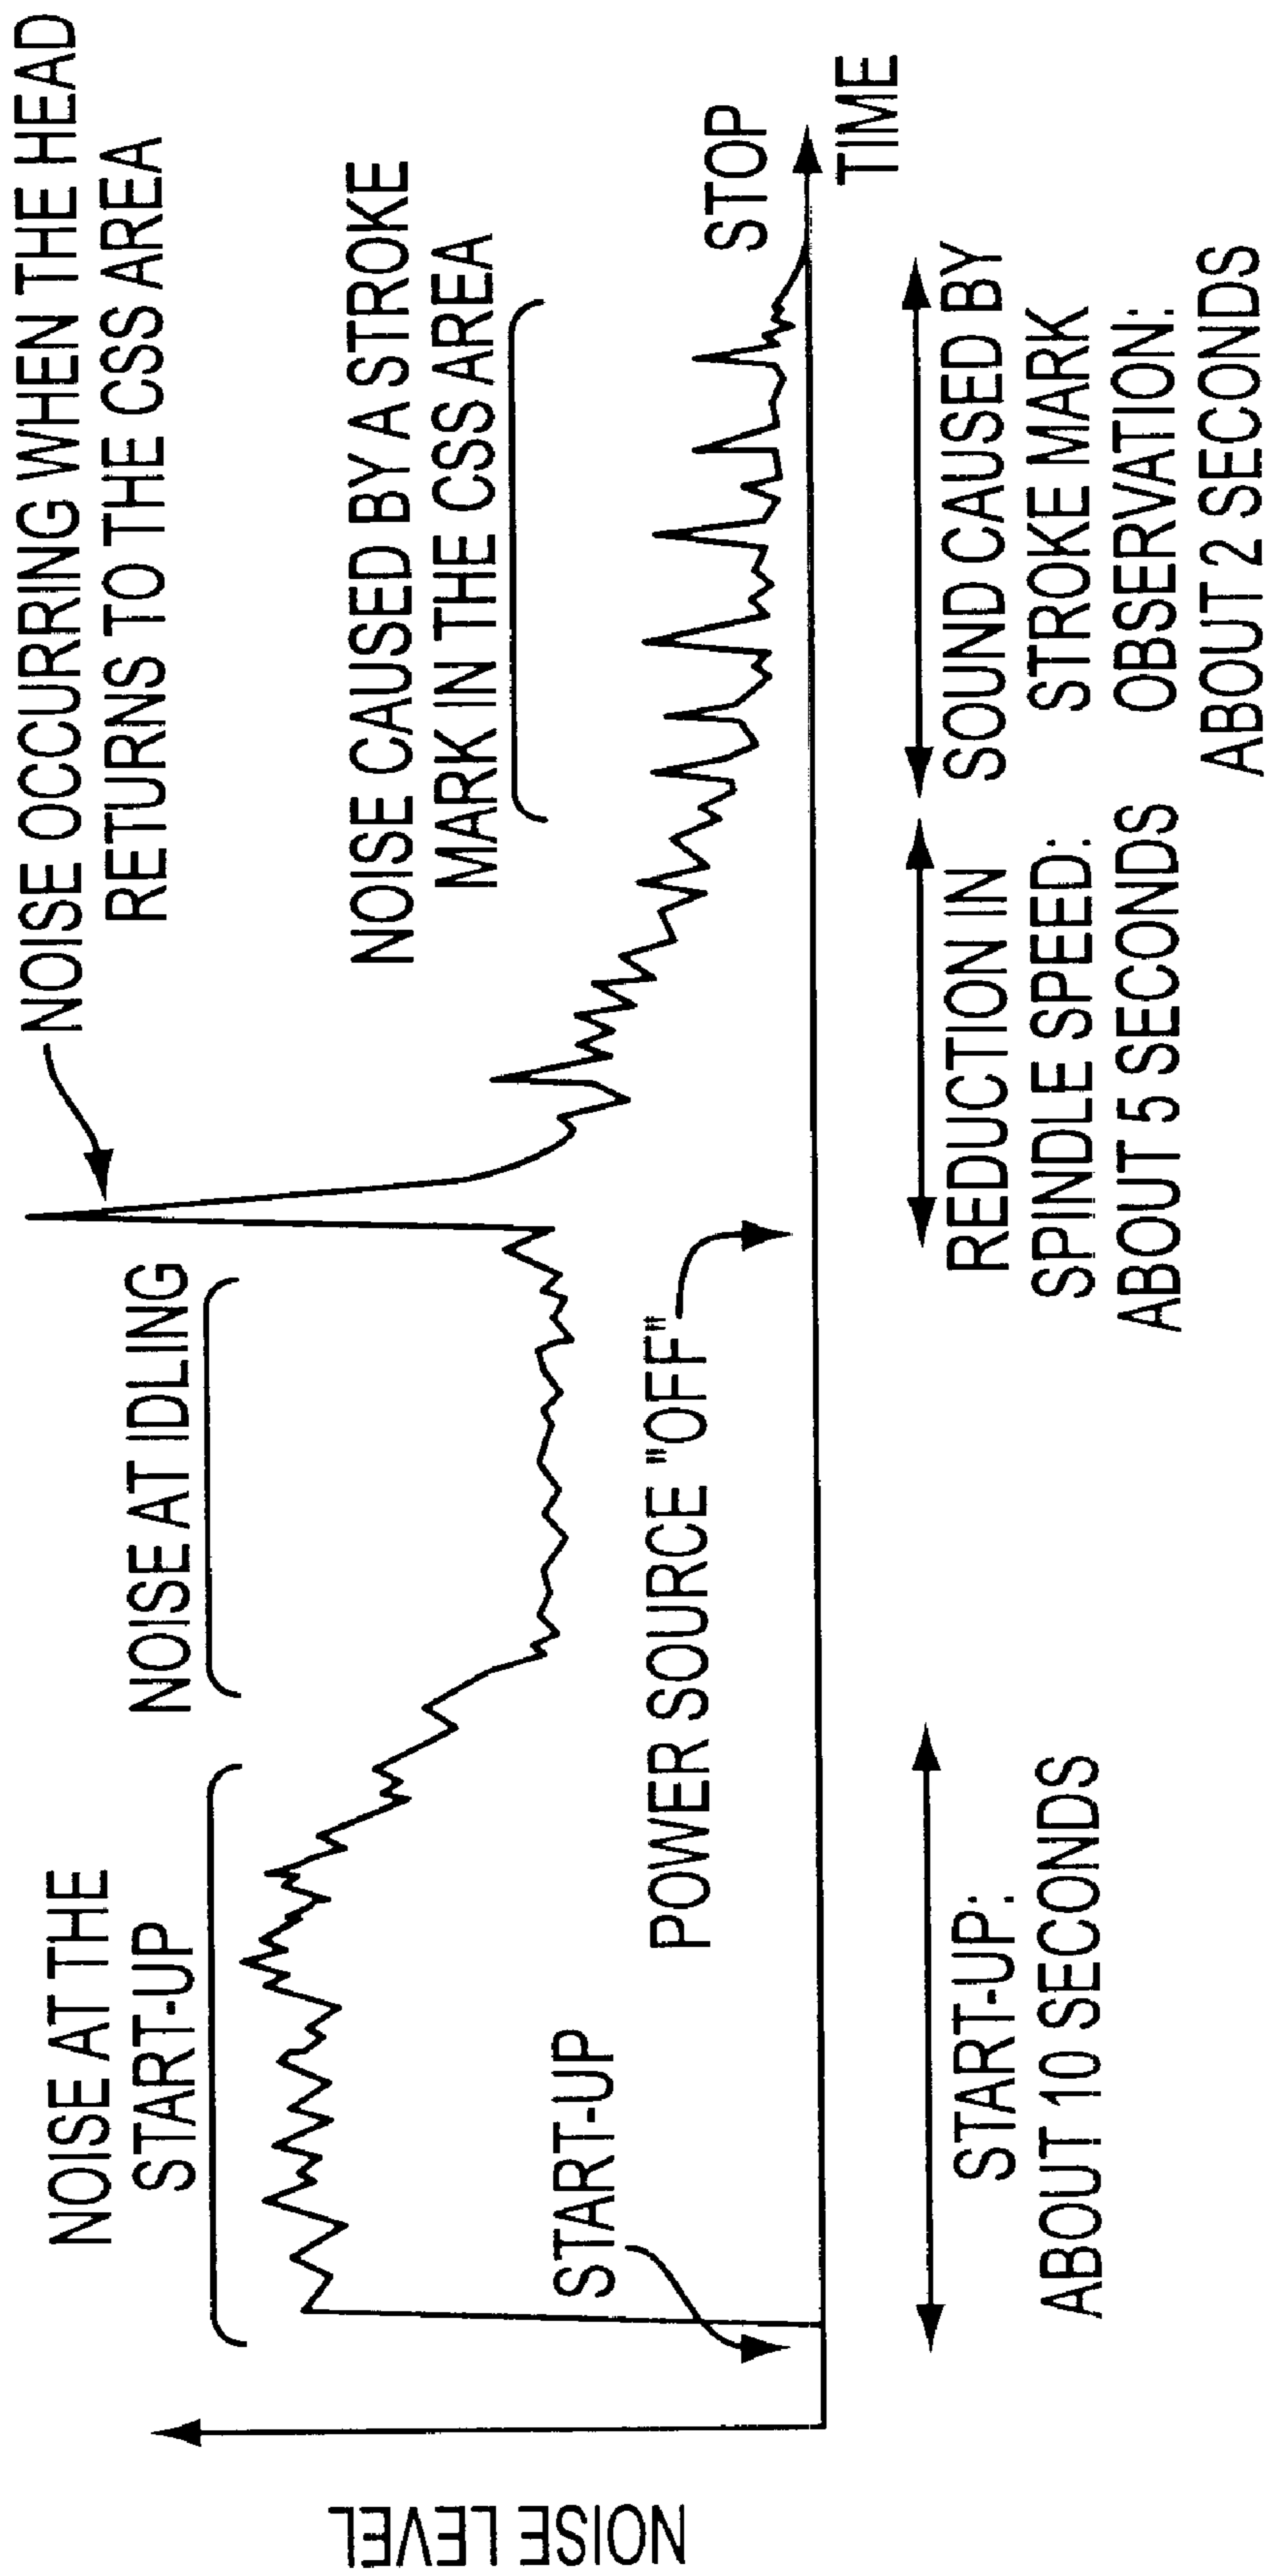 NOISE LEVEL
NOISE AT THE
START-UP
NOISE AT IDLING
NOISE OCCURRING WHEN THE HEAD
RETURNS TO THE CSS AREA
NOISE CAUSED BY A STROKE
MARK IN THE CSS AREA
START-UP
POWER SOURCE "OFF"
STOP
TIME
START-UP:
ABOUT 10 SECONDS
REDUCTION IN
SPINDLE SPEED:
ABOUT 5 SECONDS
SOUND CAUSED BY
STROKE MARK
OBSERVATION:
ABOUT 2 SECONDS